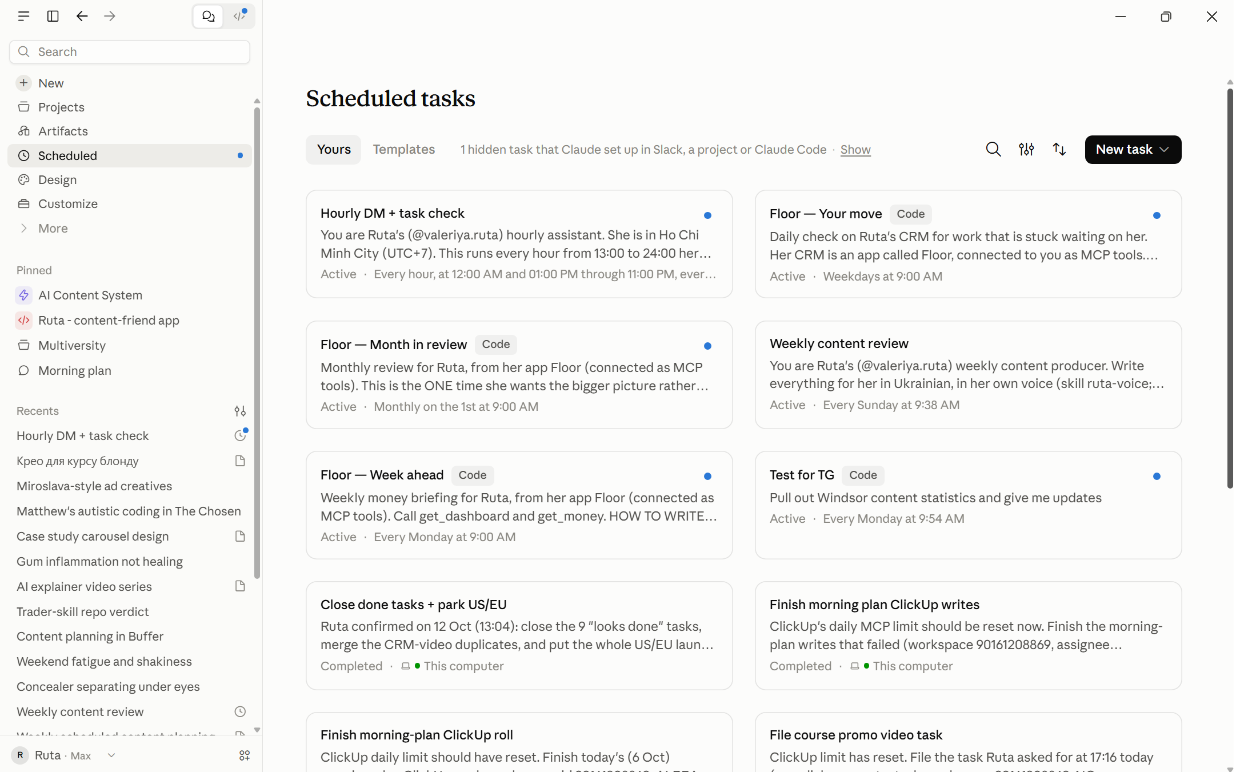 Search
New
Projects
Artifacts
Scheduled
Design
Customize
More
Pinned
AI Content System
Ruta - content-friend app
Multiversity
Morning plan
Recents
Hourly DM + task check
Крео для курсу блонду
Miroslava-style ad creatives
Matthew's autistic coding in The Chosen
Case study carousel design
Gum inflammation not healing
AI explainer video series
Trader-skill repo verdict
Content planning in Buffer
Weekend fatigue and shakiness
Concealer separating under eyes
Weekly content review
R Ruta · Max
Scheduled tasks
Yours Templates 1 hidden task that Claude set up in Slack, a project or Claude Code · Show
New task
Hourly DM + task check
You are Ruta's (@valeriya.ruta) hourly assistant. She is in Ho Chi
Minh City (UTC+7). This runs every hour from 13:00 to 24:00 her…
Active · Every hour, at 12:00 AM and 01:00 PM through 11:00 PM, ever…
Floor — Your move Code
Daily check on Ruta's CRM for work that is stuck waiting on her.
Her CRM is an app called Floor, connected to you as MCP tools.…
Active · Weekdays at 9:00 AM
Floor — Month in review Code
Monthly review for Ruta, from her app Floor (connected as MCP
tools). This is the ONE time she wants the bigger picture rather…
Active · Monthly on the 1st at 9:00 AM
Weekly content review
You are Ruta's (@valeriya.ruta) weekly content producer. Write
everything for her in Ukrainian, in her own voice (skill ruta-voice;…
Active · Every Sunday at 9:38 AM
Floor — Week ahead Code
Weekly money briefing for Ruta, from her app Floor (connected as
MCP tools). Call get_dashboard and get_money. HOW TO WRITE…
Active · Every Monday at 9:00 AM
Test for TG Code
Pull out Windsor content statistics and give me updates
Active · Every Monday at 9:54 AM
Close done tasks + park US/EU
Ruta confirmed on 12 Oct (13:04): close the 9 "looks done" tasks,
merge the CRM-video duplicates, and put the whole US/EU laun…
Completed · This computer
Finish morning plan ClickUp writes
ClickUp's daily MCP limit should be reset now. Finish the morning-
plan writes that failed (workspace 90161208869, assignee…
Completed · This computer
Finish morning-plan ClickUp roll
ClickUp daily limit should have reset. Finish today's (6 Oct)
File course promo video task
ClickUp limit has reset. File the task Ruta asked for at 17:16 today